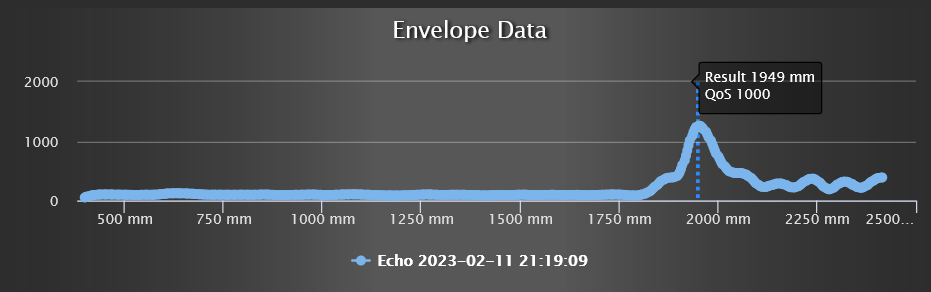 Envelope Data
2000
Result 1949 mm
QoS 1000
1000
0
500 mm
750 mm
1000 mm
1250 mm
1500 mm
1750 mm
2000 mm
2250 mm
2500...
Echo 2023-02-11 21:19:09